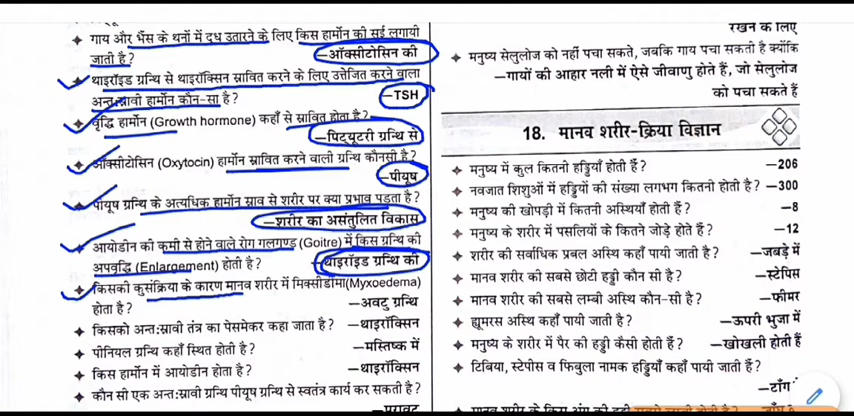 गाय और भैंस के थनों में दूध उतारने के लिए किस हार्मोन की सुई लगायी
जाती है? —ऑक्सीटोसिन की
थाइरॉइड ग्रन्थि से थाइरॉक्सिन स्रावित करने के लिए उत्तेजित करने वाला
अन्त:स्रावी हार्मोन कौन-सा है? —TSH
वृद्धि हार्मोन (Growth hormone) कहाँ से स्रावित होता है?
—पिट्यूटरी ग्रन्थि से
ऑक्सीटोसिन (Oxytocin) हार्मोन स्रावित करने वाली ग्रन्थि कौनसी है?
—पीयूष
पीयूष ग्रन्थि के अत्यधिक हार्मोन स्राव से शरीर पर क्या प्रभाव पड़ता है?
—शरीर का असंतुलित विकास
आयोडीन की कमी से होने वाले रोग गलगण्ड (Goitre) में किस ग्रन्थि की
अपवृद्धि (Enlargement) होती है? —थाइरॉइड ग्रन्थि की
किसकी कुसंक्रिया के कारण मानव शरीर में मिक्सीडीमा (Myxoedema)
होता है? —अवटु ग्रन्थि
किसको अन्त:स्रावी तंत्र का पेसमेकर कहा जाता है? —थाइरॉक्सिन
पीनियल ग्रन्थि कहाँ स्थित होती है? —मस्तिष्क में
किस हार्मोन में आयोडीन होता है? —थाइरॉक्सिन
कौन सी एक अन्त:स्रावी ग्रन्थि पीयूष ग्रन्थि से स्वतंत्र कार्य कर सकती है?
रखने के लिए
मनुष्य सेलुलोज को नहीं पचा सकते, जबकि गाय पचा सकती है क्योंकि
—गायों की आहार नली में ऐसे जीवाणु होते हैं, जो सेलुलोज
को पचा सकते हैं
18. मानव शरीर-क्रिया विज्ञान
मनुष्य में कुल कितनी हड्डियाँ होती हैं? —206
नवजात शिशुओं में हड्डियों की संख्या लगभग कितनी होती है? —300
मनुष्य की खोपड़ी में कितनी अस्थियाँ होती हैं? —8
मनुष्य के शरीर में पसलियों के कितने जोड़े होते हैं? —12
शरीर की सर्वाधिक प्रबल अस्थि कहाँ पायी जाती है? —जबड़े में
मानव शरीर की सबसे छोटी हड्डी कौन सी है? —स्टेपिस
मानव शरीर की सबसे लम्बी अस्थि कौन-सी है? —फीमर
ह्यूमरस अस्थि कहाँ पायी जाती है? —ऊपरी भुजा में
मनुष्य के शरीर में पैर की हड्डी कैसी होती है? —खोखली होती हैं
टिबिया, स्टेपीस व फिबुला नामक हड्डियाँ कहाँ पायी जाती हैं?
—टाँग